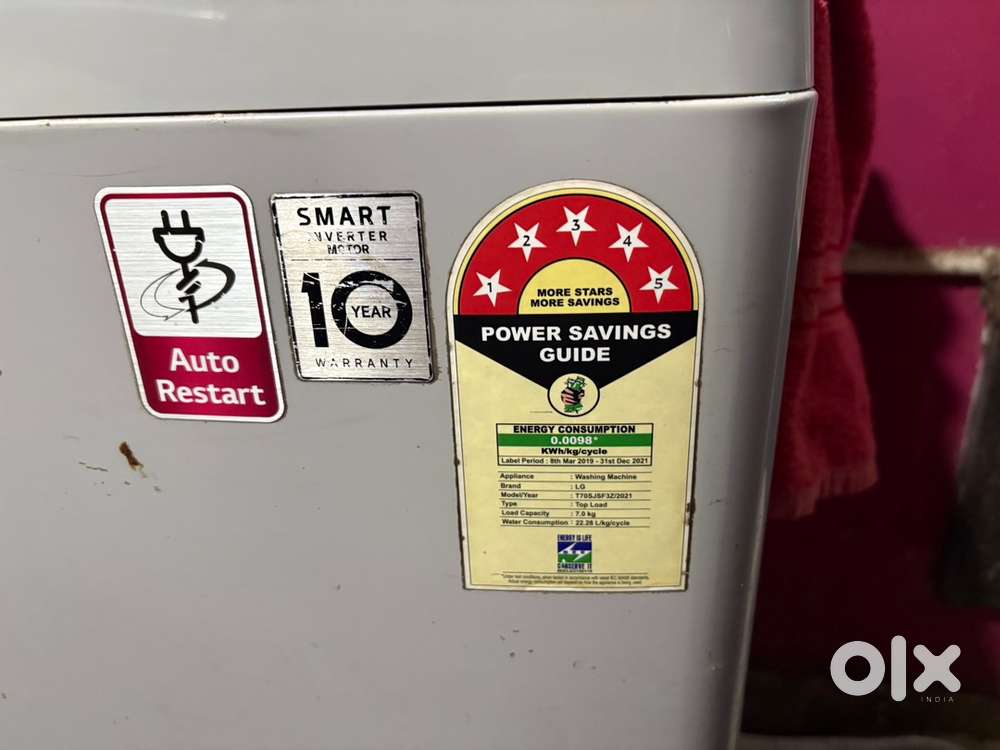 Auto
Restart
SMART
INVERTER
MOTOR
10
YEAR
WARRANTY
1
2
3
4
5
MORE STARS
MORE SAVINGS
POWER SAVINGS
GUIDE
ENERGY CONSUMPTION
0.0098*
KWh/kg/cycle
Label Period : 8th Mar 2019 - 31st Dec 2021
Appliance : Washing Machine
Brand : LG
Model/Year : T70SJSF3Z/2021
Type : Top Load
Load Capacity : 7.0 kg
Water Consumption : 22.28 L/kg/cycle
ENERGY IS LIFE
CONSERVE IT
olx
INDIA